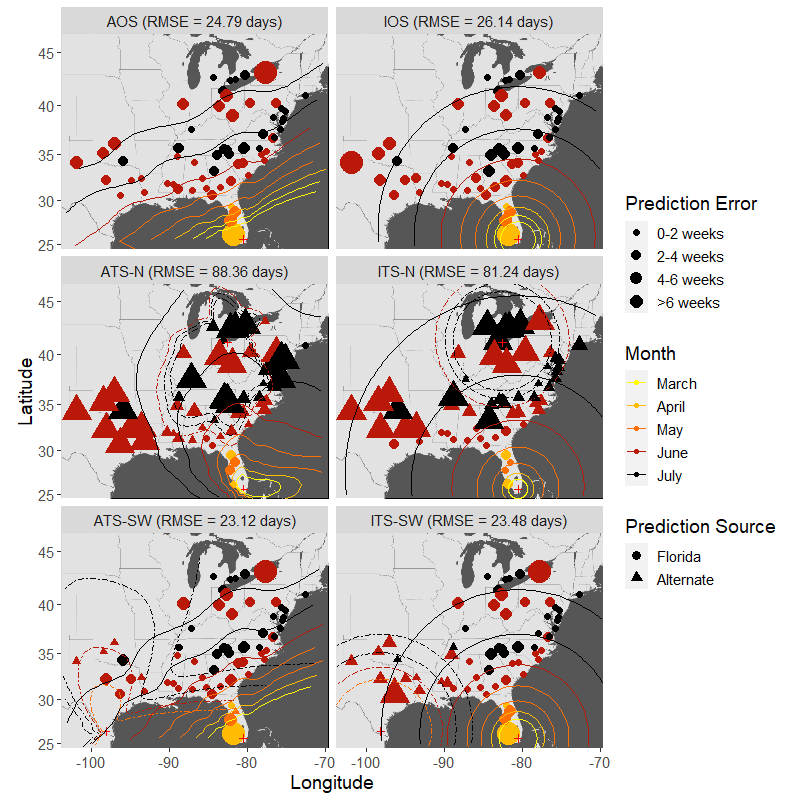 AOS (RMSE = 24.79 days)
IOS (RMSE = 26.14 days)
45
40
35
30
25
ATS-N (RMSE = 88.36 days)
ITS-N (RMSE = 81.24 days)
45
40
35
30
25
Latitude
ATS-SW (RMSE = 23.12 days)
ITS-SW (RMSE = 23.48 days)
45
40
35
30
25
-100
-90
-80
-100
-90
-80
-70
Longitude
Prediction Error
0-2 weeks
2-4 weeks
4-6 weeks
>6 weeks
Month
March
April
May
June
July
Prediction Source
Florida
Alternate